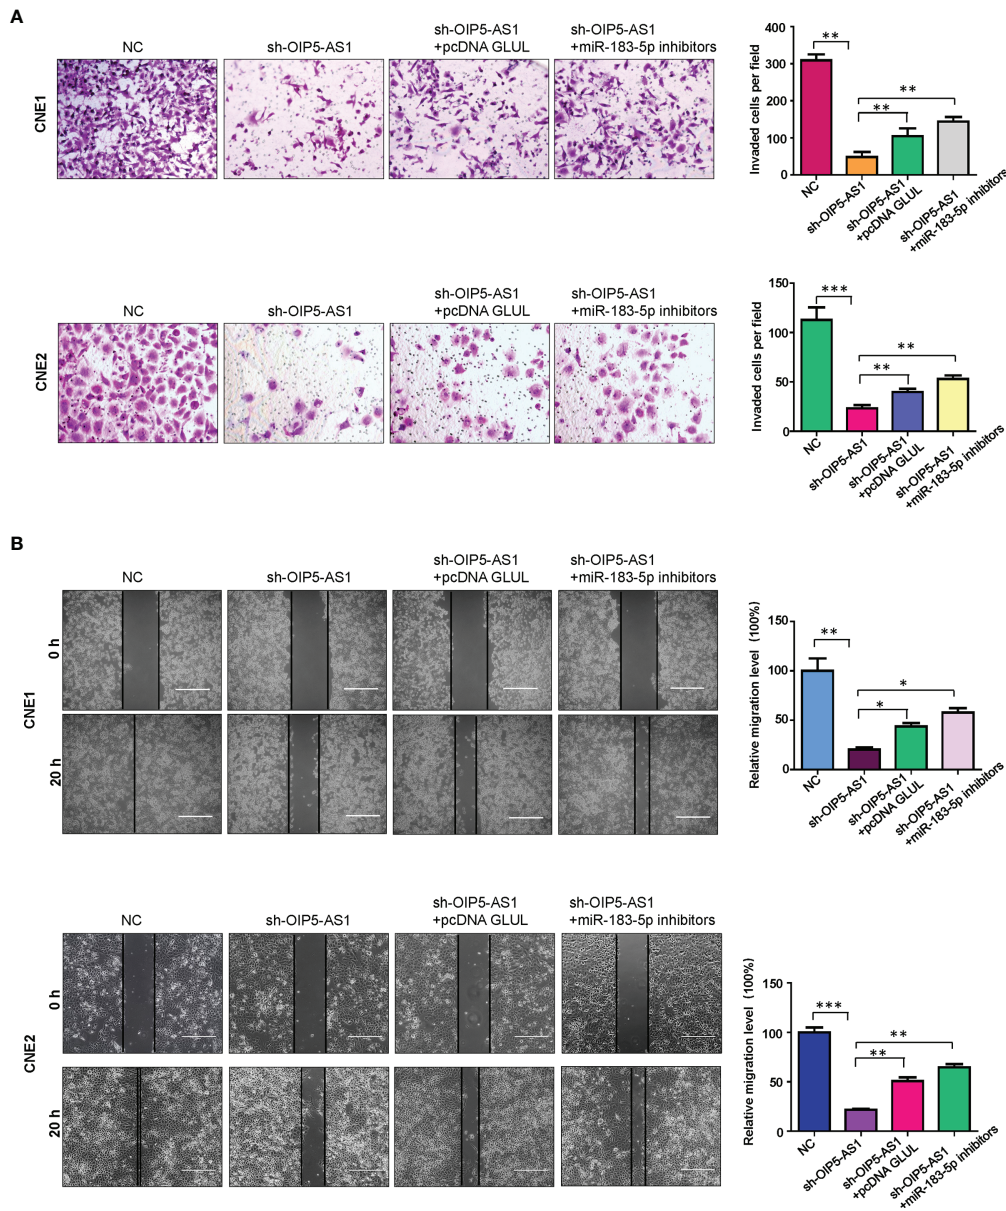 A
NC
sh-OIP5-AS1
sh-OIP5-AS1
+pcDNA GLUL
sh-OIP5-AS1
+miR-183-5p inhibitors
CNE1
Invaded cells per field
400
300
200
100
0
**
**
**
NC
sh-OIP5-AS1
sh-OIP5-AS1
+pcDNA GLUL
sh-OIP5-AS1
+miR-183-5p inhibitors
NC
sh-OIP5-AS1
sh-OIP5-AS1
+pcDNA GLUL
sh-OIP5-AS1
+miR-183-5p inhibitors
CNE2
Invaded cells per field
150
100
50
0
***
**
**
NC
sh-OIP5-AS1
sh-OIP5-AS1
+pcDNA GLUL
sh-OIP5-AS1
+miR-183-5p inhibitors
B
NC
sh-OIP5-AS1
sh-OIP5-AS1
+pcDNA GLUL
sh-OIP5-AS1
+miR-183-5p inhibitors
CNE1
0 h
20 h
Relative migration level (100%)
150
100
50
0
**
*
*
NC
sh-OIP5-AS1
sh-OIP5-AS1
+pcDNA GLUL
sh-OIP5-AS1
+miR-183-5p inhibitors
NC
sh-OIP5-AS1
sh-OIP5-AS1
+pcDNA GLUL
sh-OIP5-AS1
+miR-183-5p inhibitors
CNE2
0 h
20 h
Relative migration level (100%)
150
100
50
0
***
**
**
NC
sh-OIP5-AS1
sh-OIP5-AS1
+pcDNA GLUL
sh-OIP5-AS1
+miR-183-5p inhibitors